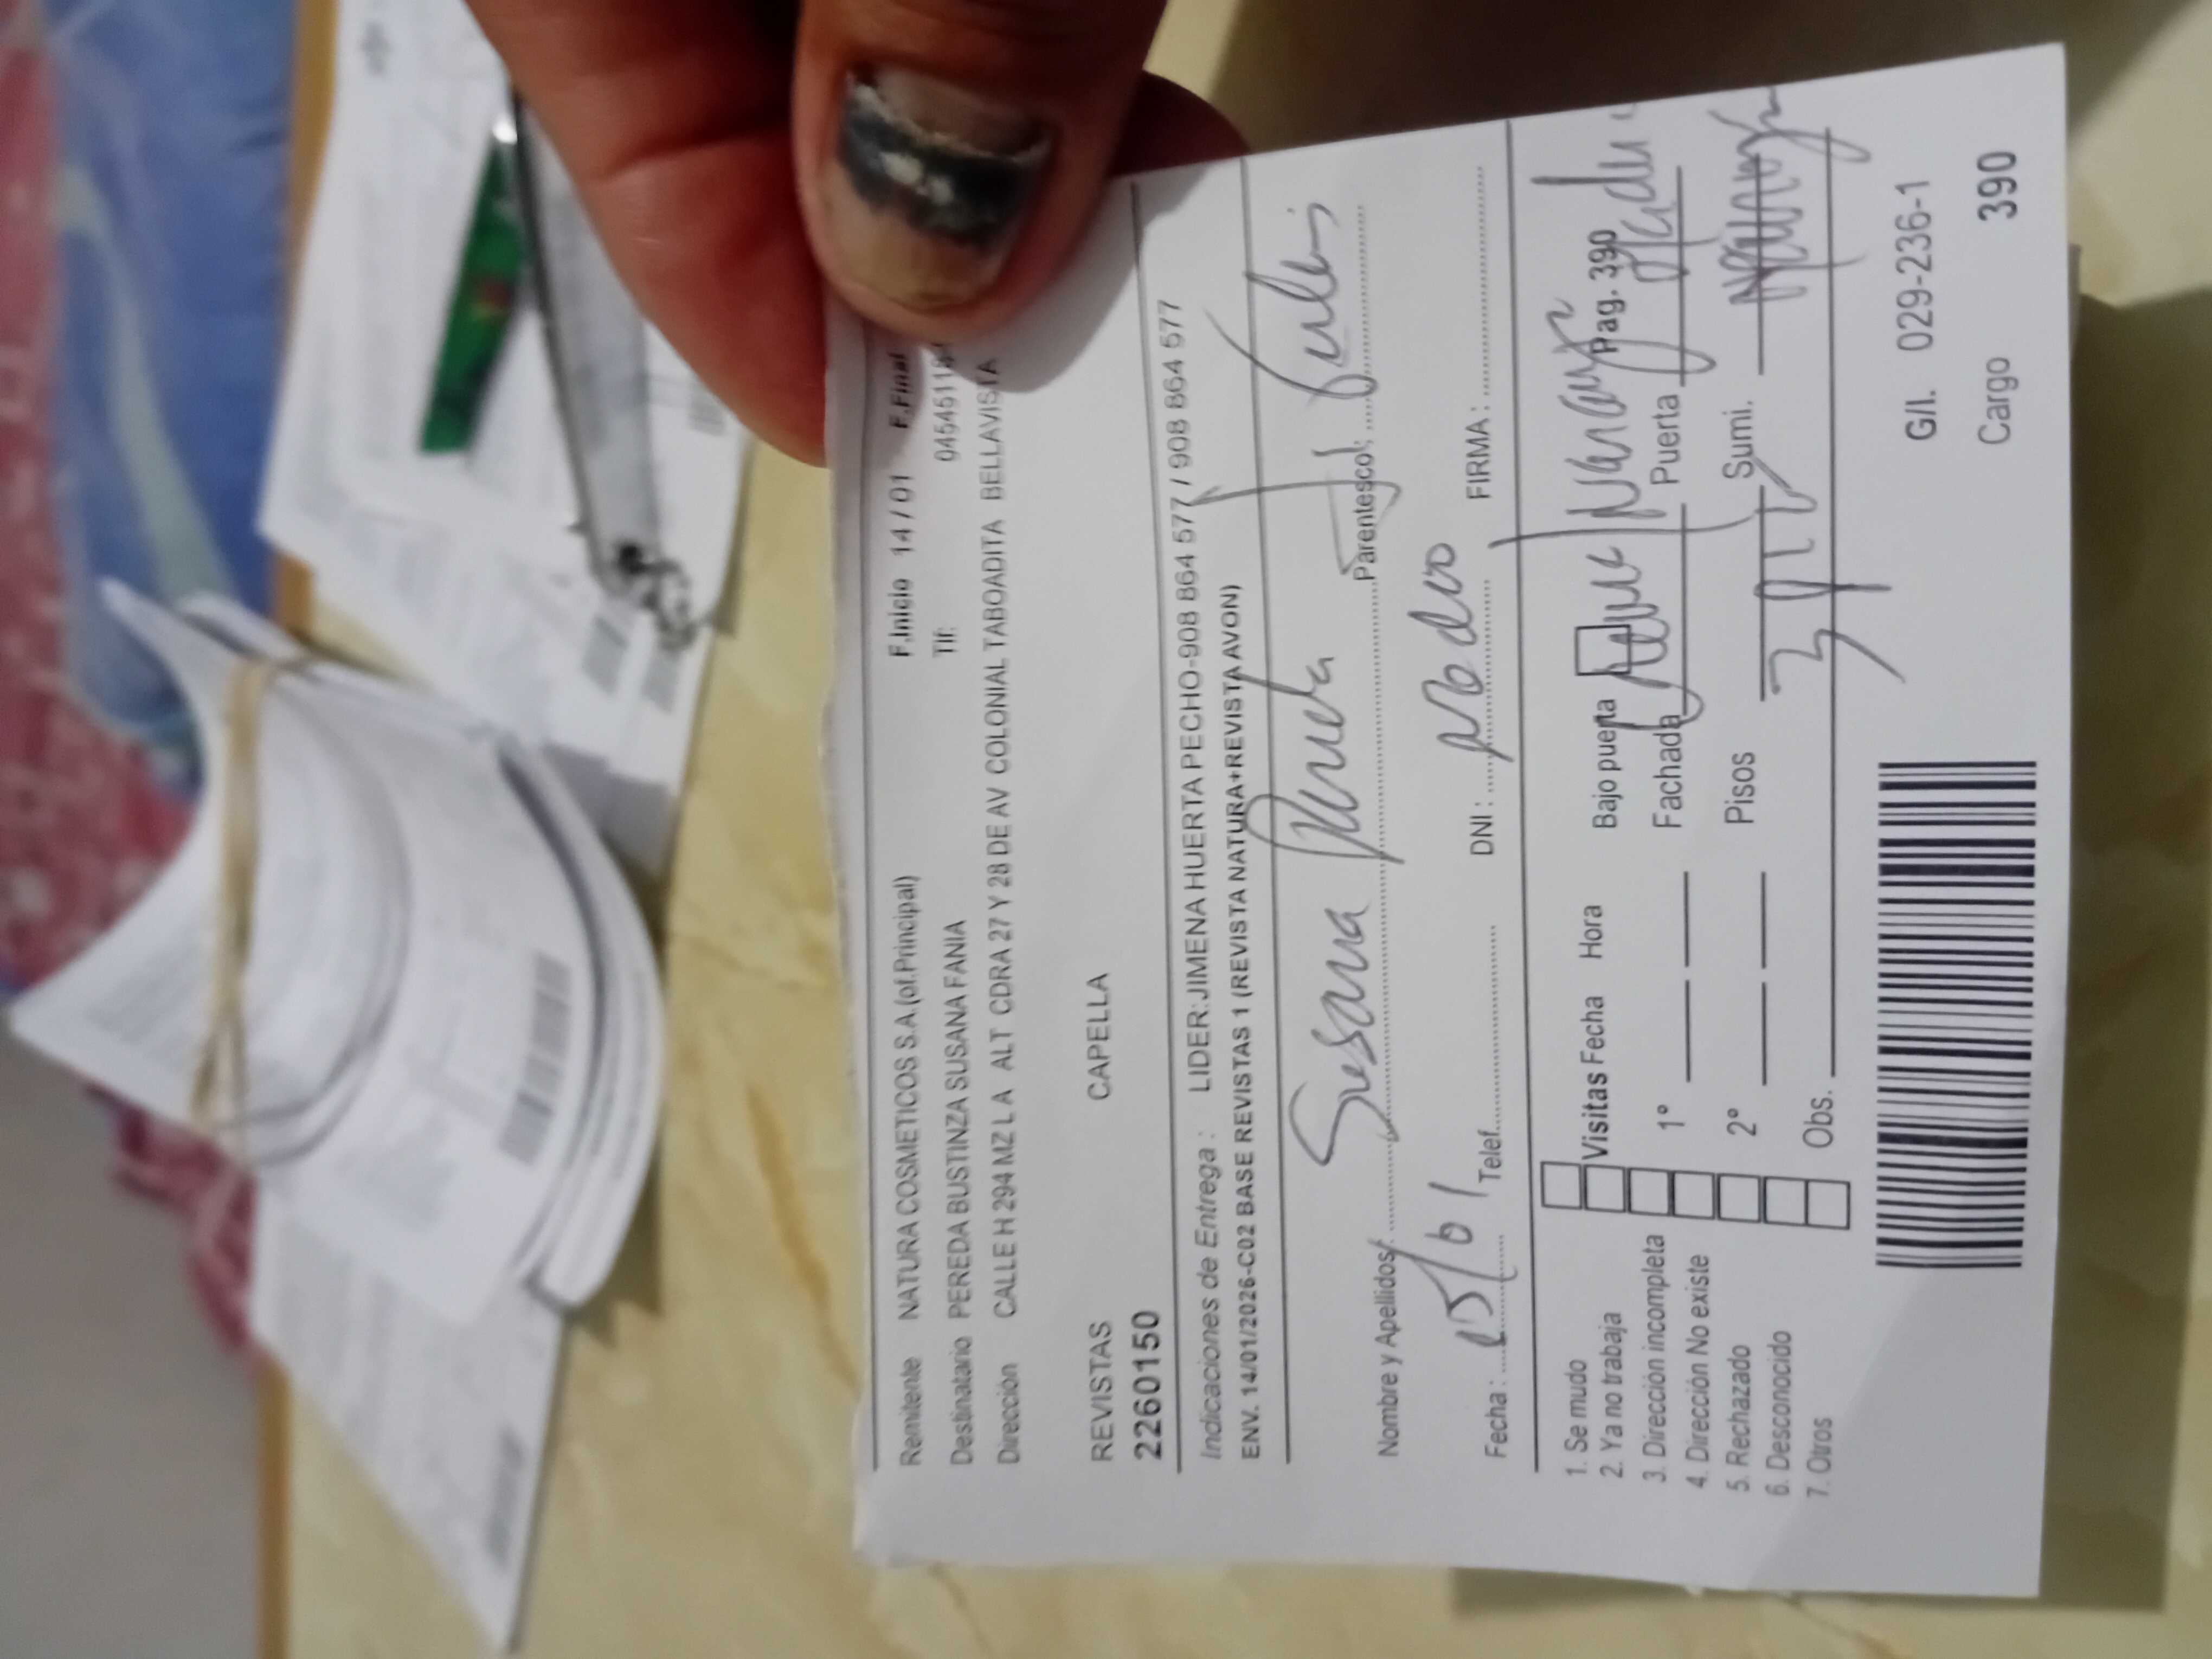 Remitente NATURA COSMETICOS S.A.(of.Principal) F.Inicio 14 / 01 F.Final
Destinatario PEREDA BUSTINZA SUSANA FANIA Tlf:
Dirección CALLE H 294 MZ L A ALT CDRA 27 Y 28 DE AV COLONIAL TABOADITA BELLAVISTA
REVISTAS CAPELLA
2260150
Indicaciones de Entrega : LIDER:JIMENA HUERTA PECHO-908 864 577 / 908 864 577
ENV. 14/01/2026-C02 BASE REVISTAS 1 (REVISTA NATURA+REVISTA AVON)
Nombre y Apellidos Susana Pereda Parentesco:
Fecha : 15/01 Telef. DNI : No dio FIRMA :
1. Se mudo Visitas Fecha Hora Bajo puerta Pag. 390
2. Ya no trabaja
3. Dirección incompleta 1º Fachada Puerta
4. Dirección No existe
5. Rechazado 2º Pisos 3 Sumi.
6. Desconocido
7. Otros Obs.
G/I. 029-236-1
Cargo 390